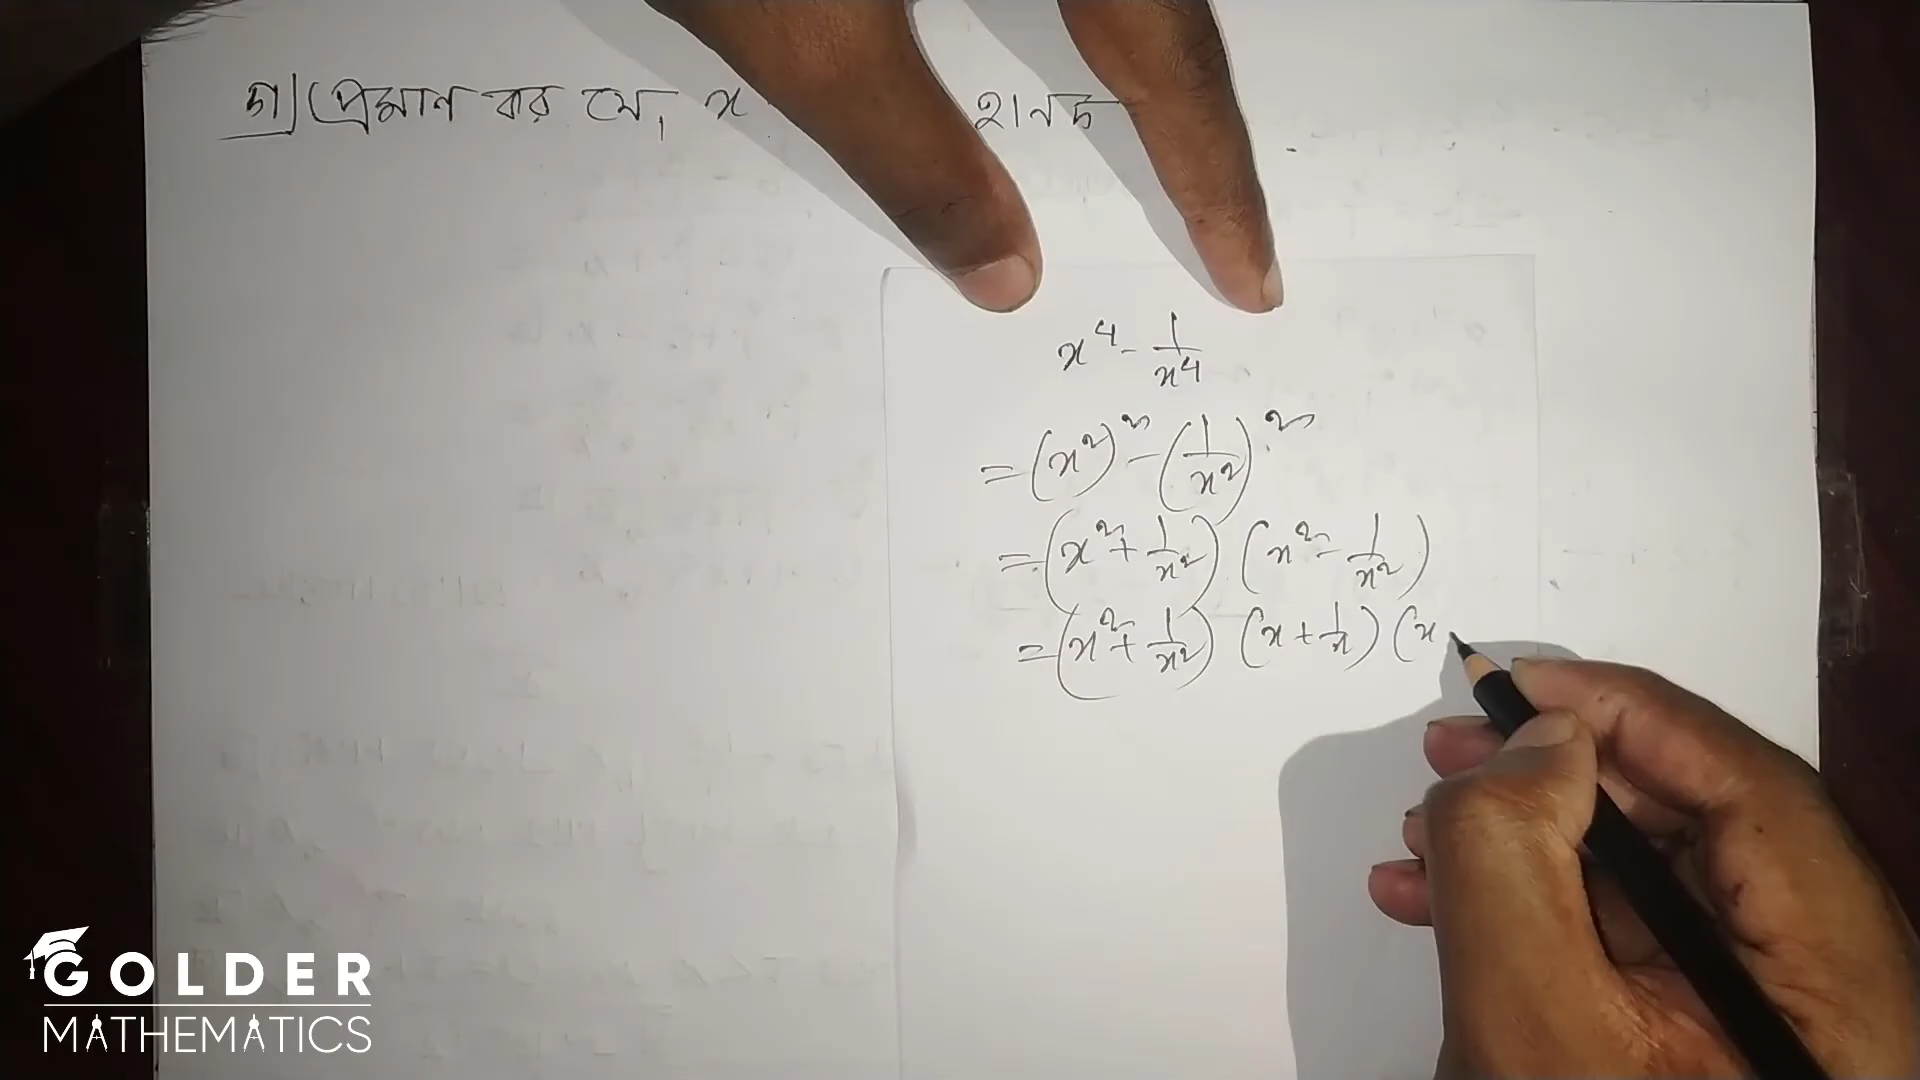 গ) প্রমাণ কর যে, x
x⁴ - 1/x⁴
= (x²)² - (1/x²)²
= (x² + 1/x²) (x² - 1/x²)
= (x² + 1/x²) (x + 1/x) (x
GOLDER
MATHEMATICS